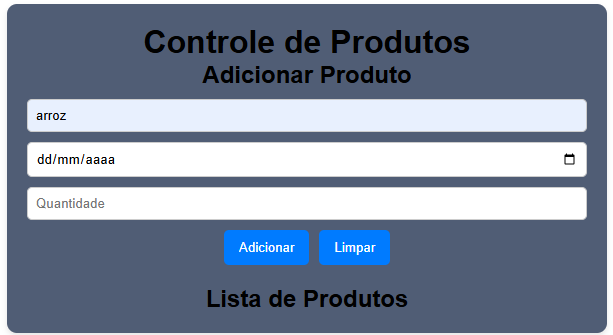 Controle de Produtos
Adicionar Produto
arroz
dd/mm/aaaa
Quantidade
Adicionar Limpar
Lista de Produtos